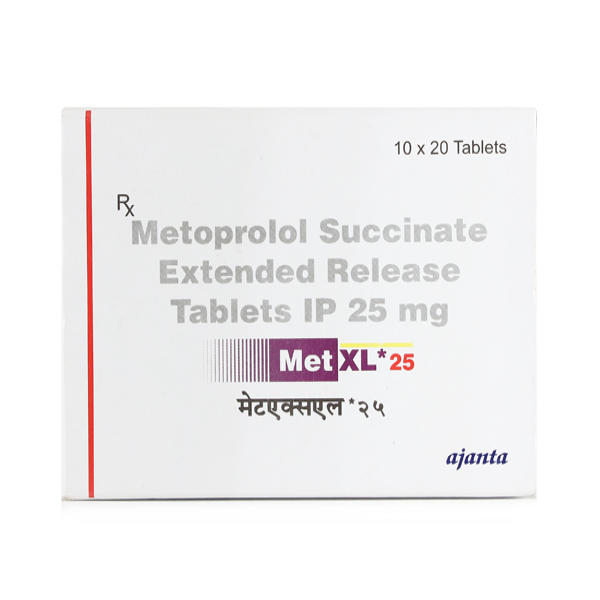 10 x 20 Tablets
Rx
Metoprolol Succinate
Extended Release
Tablets IP 25 mg
Met XL* 25
मेटएक्सएल *२५
ajanta